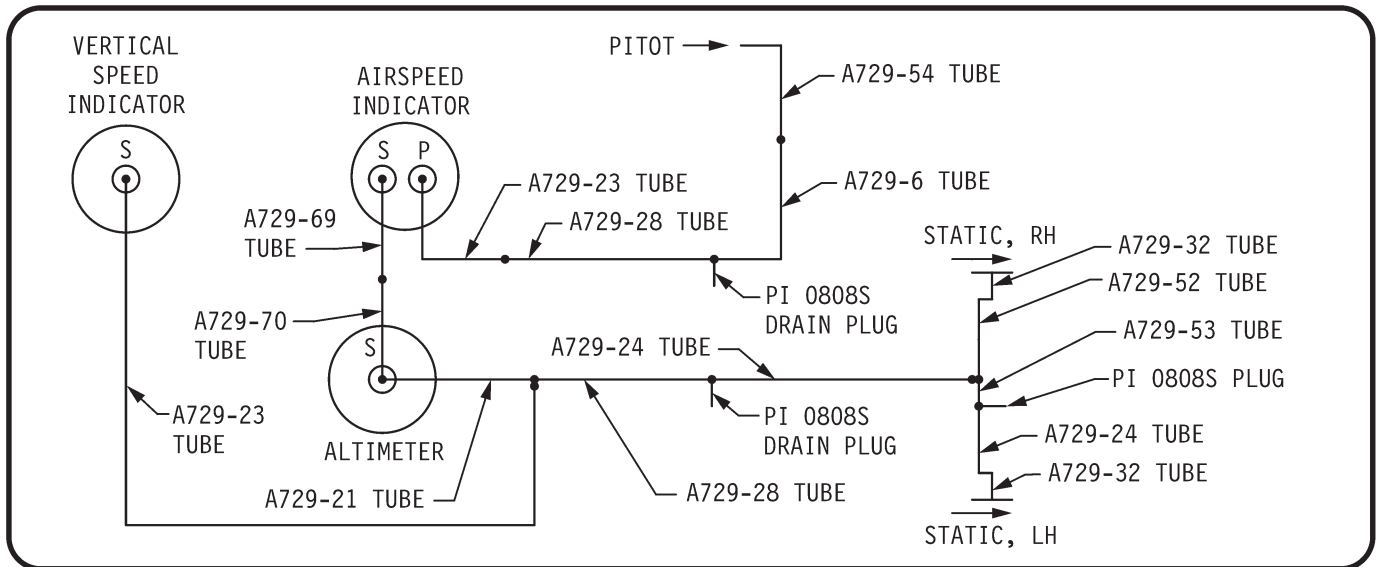 VERTICAL
SPEED
INDICATOR
S
AIRSPEED
INDICATOR
S P
PITOT
A729-54 TUBE
A729-6 TUBE
A729-23 TUBE
A729-28 TUBE
A729-69
TUBE
PI 0808S
DRAIN PLUG
STATIC, RH
A729-32 TUBE
A729-52 TUBE
A729-53 TUBE
PI 0808S PLUG
A729-24 TUBE
A729-32 TUBE
STATIC, LH
A729-70
TUBE
S
ALTIMETER
A729-24 TUBE
PI 0808S
DRAIN PLUG
A729-23
TUBE
A729-21 TUBE
A729-28 TUBE